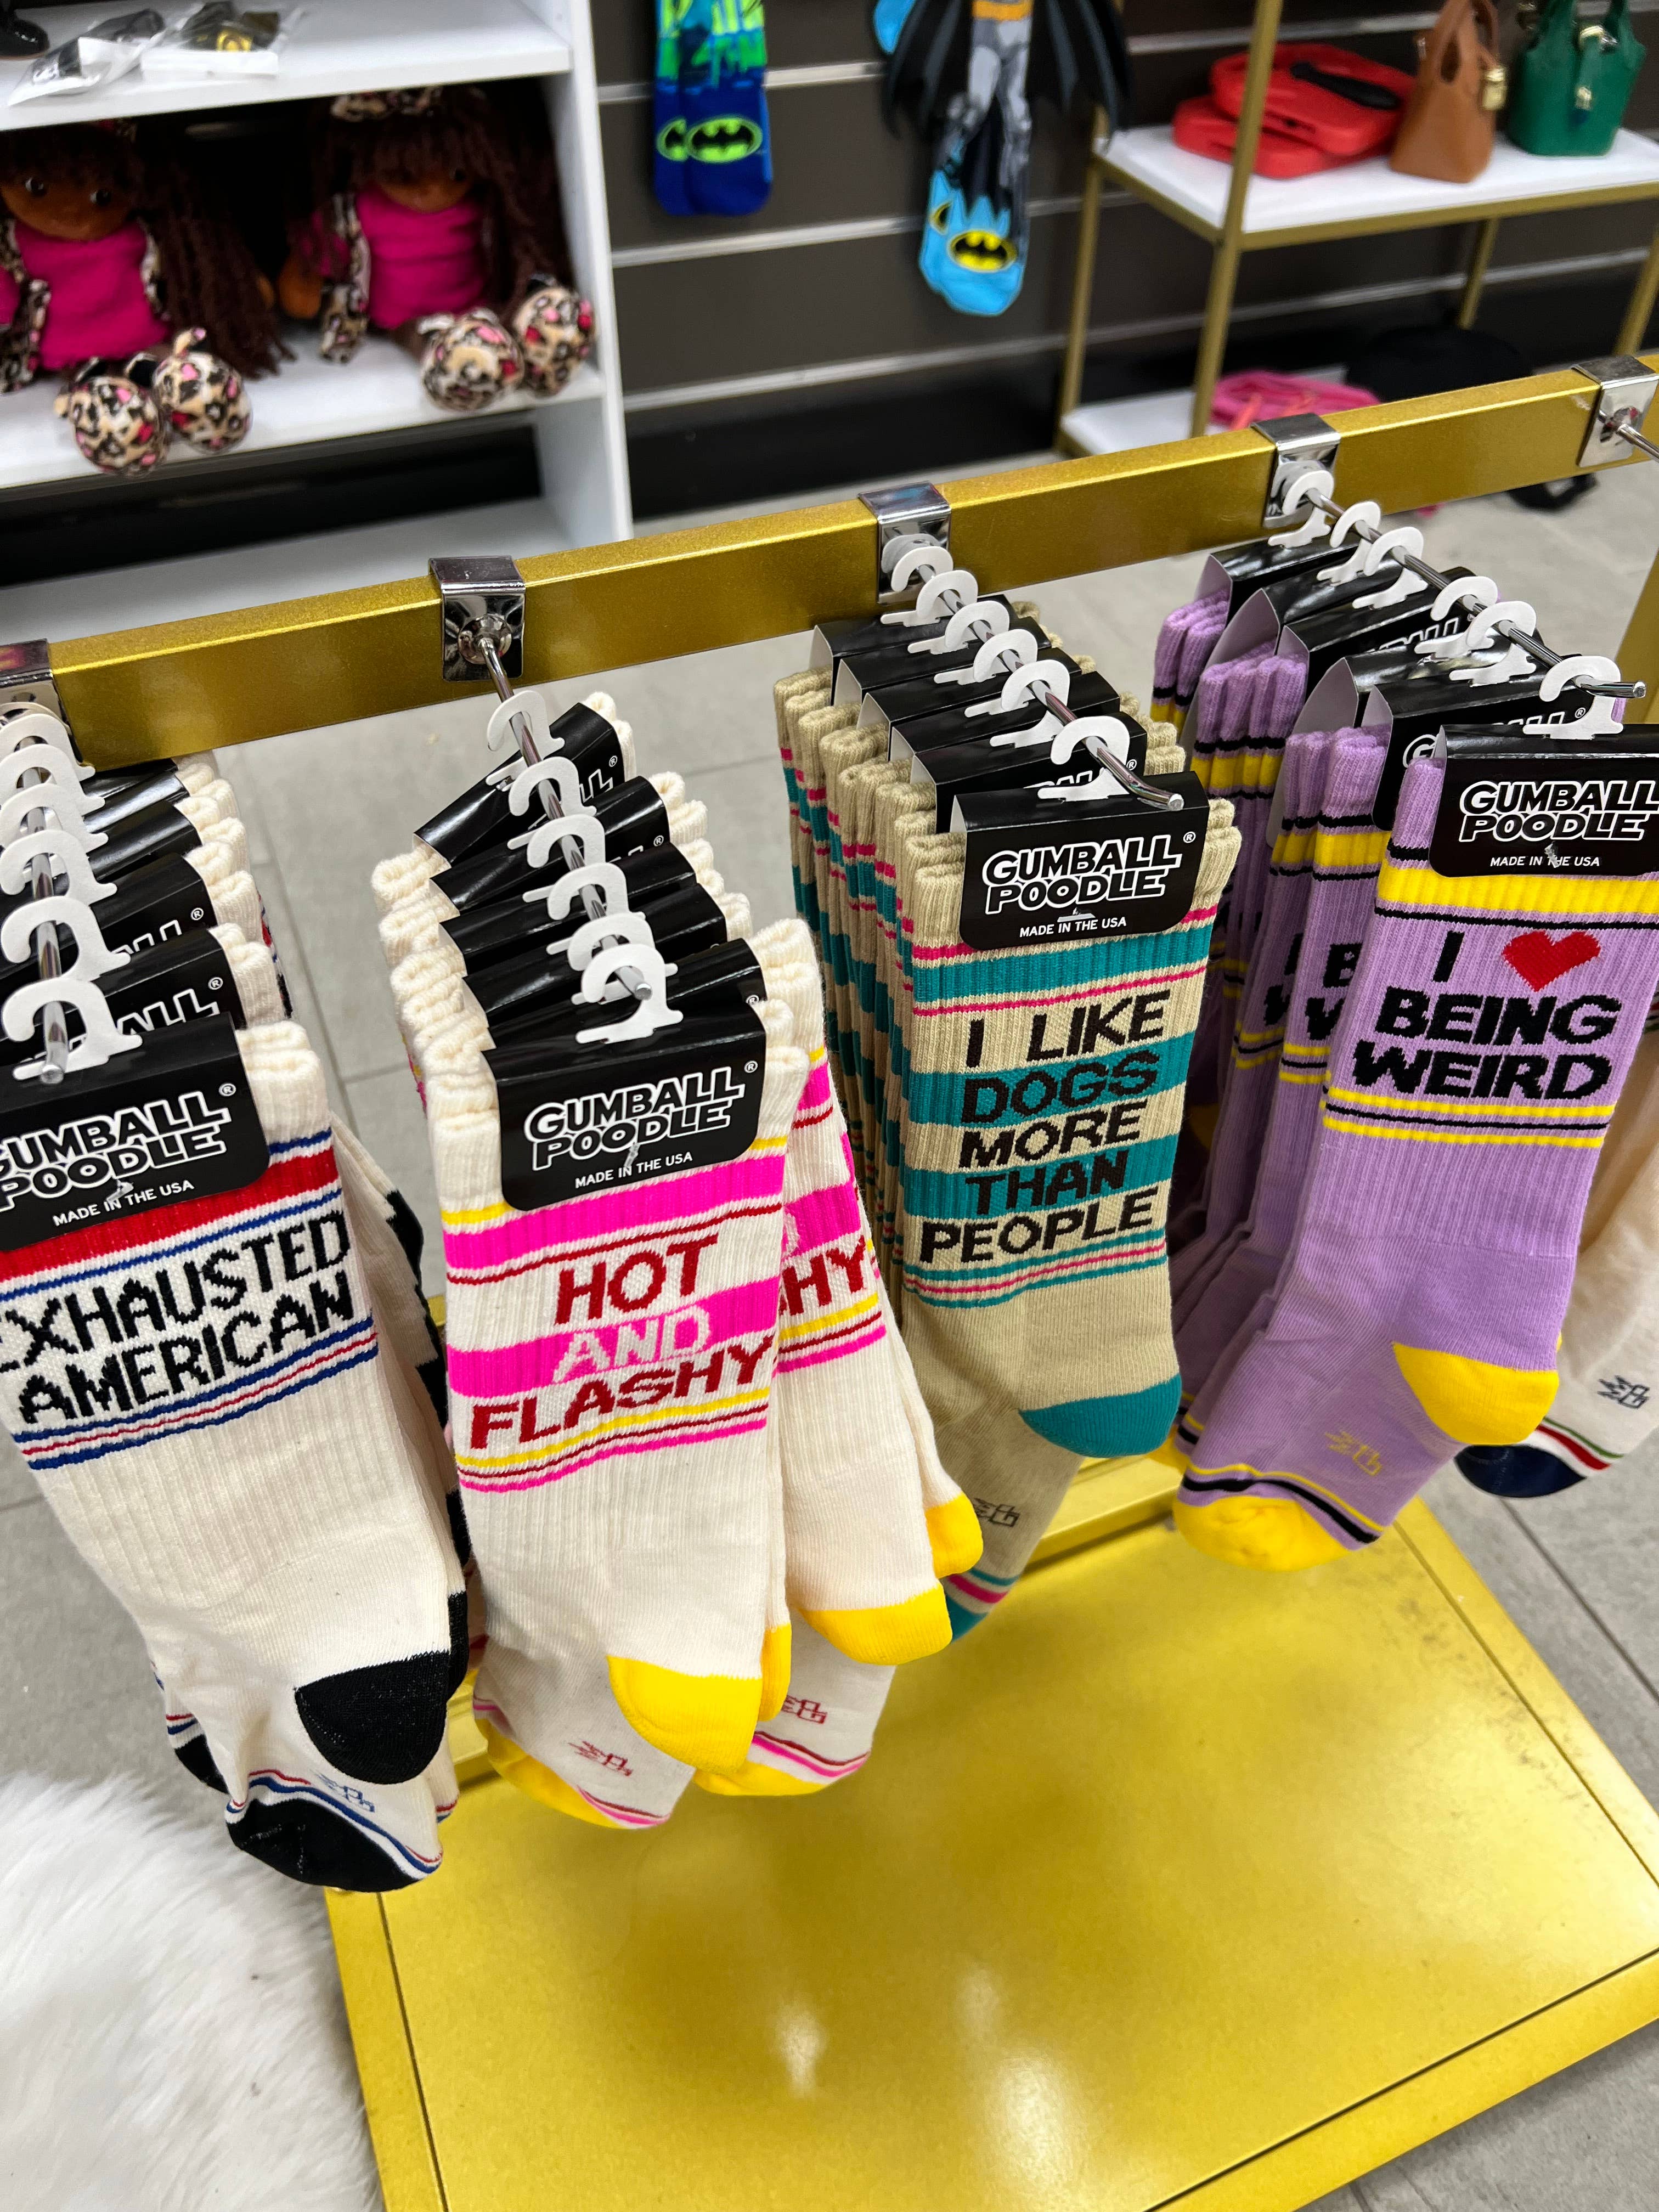 GUMBALL
POODLE
®
MADE IN THE USA
EXHAUSTED
AMERICAN
GUMBALL
POODLE
®
MADE IN THE USA
HOT
AND
FLASHY
GUMBALL
POODLE
®
MADE IN THE USA
I LIKE
DOGS
MORE
THAN
PEOPLE
GUMBALL
POODLE
MADE IN THE USA
I ❤
BEING
WEIRD